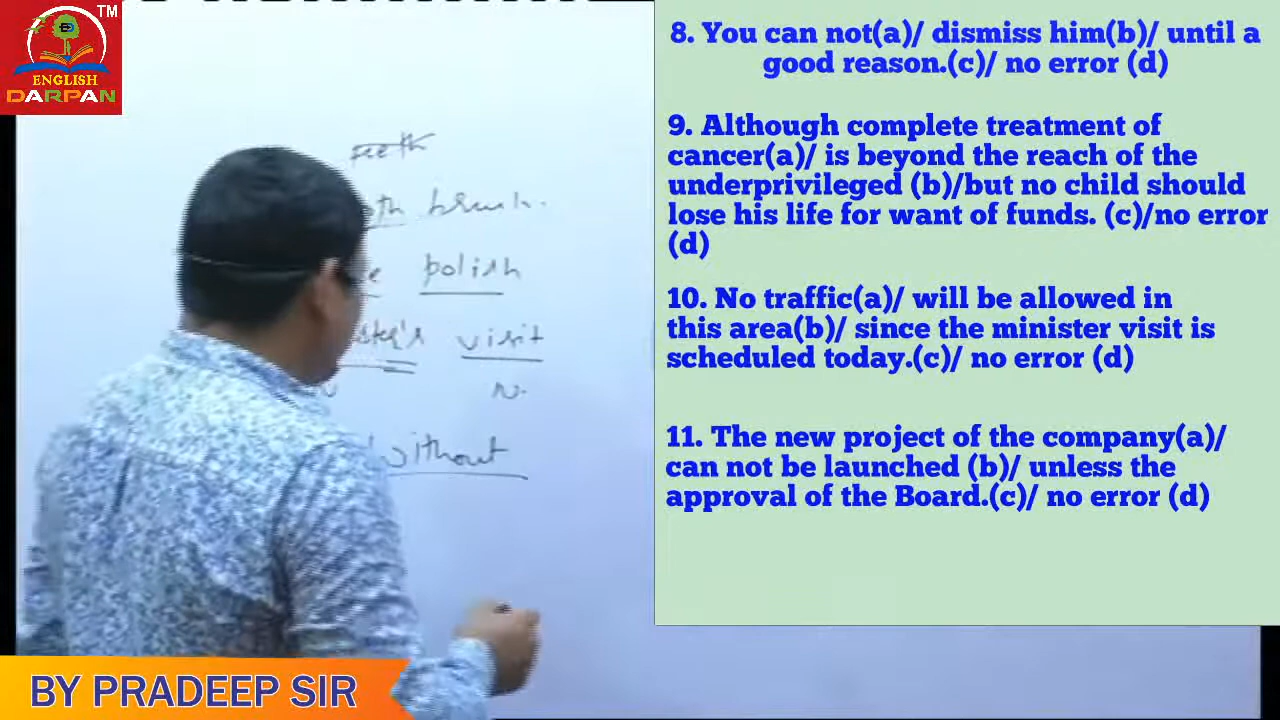 TM
ENGLISH
DARPAN
8. You can not(a)/ dismiss him(b)/ until a
good reason.(c)/ no error (d)
9. Although complete treatment of
cancer(a)/ is beyond the reach of the
underprivileged (b)/but no child should
lose his life for want of funds. (c)/no error
(d)
10. No traffic(a)/ will be allowed in
this area(b)/ since the minister visit is
scheduled today.(c)/ no error (d)
11. The new project of the company(a)/
can not be launched (b)/ unless the
approval of the Board.(c)/ no error (d)
teeth
brush.
polish
visit
N.
without
BY PRADEEP SIR